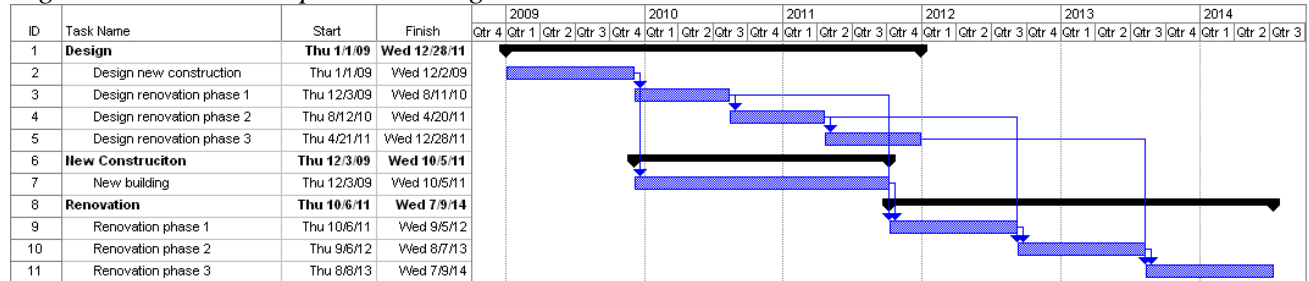 2009 2010 2011 2012 2013 2014
ID Task Name Start Finish Qtr 4 Qtr 1 Qtr 2 Qtr 3 Qtr 4 Qtr 1 Qtr 2 Qtr 3 Qtr 4 Qtr 1 Qtr 2 Qtr 3 Qtr 4 Qtr 1 Qtr 2 Qtr 3 Qtr 4 Qtr 1 Qtr 2 Qtr 3 Qtr 4 Qtr 1 Qtr 2 Qtr 3
1 Design Thu 1/1/09 Wed 12/28/11
2 Design new construction Thu 1/1/09 Wed 12/2/09
3 Design renovation phase 1 Thu 12/3/09 Wed 8/11/10
4 Design renovation phase 2 Thu 8/12/10 Wed 4/20/11
5 Design renovation phase 3 Thu 4/21/11 Wed 12/28/11
6 New Construciton Thu 12/3/09 Wed 10/5/11
7 New building Thu 12/3/09 Wed 10/5/11
8 Renovation Thu 10/6/11 Wed 7/9/14
9 Renovation phase 1 Thu 10/6/11 Wed 9/5/12
10 Renovation phase 2 Thu 9/6/12 Wed 8/7/13
11 Renovation phase 3 Thu 8/8/13 Wed 7/9/14